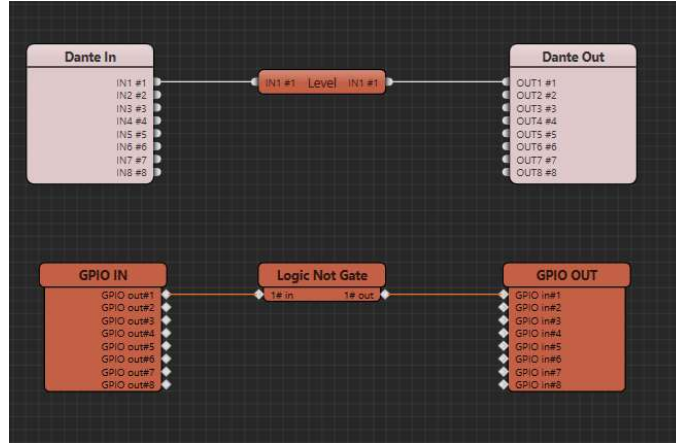 Dante In
IN1 #1
IN2 #2
IN3 #3
IN4 #4
IN5 #5
IN6 #6
IN7 #7
IN8 #8
IN1 #1 Level IN1 #1
Dante Out
OUT1 #1
OUT2 #2
OUT3 #3
OUT4 #4
OUT5 #5
OUT6 #6
OUT7 #7
OUT8 #8
GPIO IN
GPIO out#1
GPIO out#2
GPIO out#3
GPIO out#4
GPIO out#5
GPIO out#6
GPIO out#7
GPIO out#8
Logic Not Gate
1# in 1# out
GPIO OUT
GPIO in#1
GPIO in#2
GPIO in#3
GPIO in#4
GPIO in#5
GPIO in#6
GPIO in#7
GPIO in#8